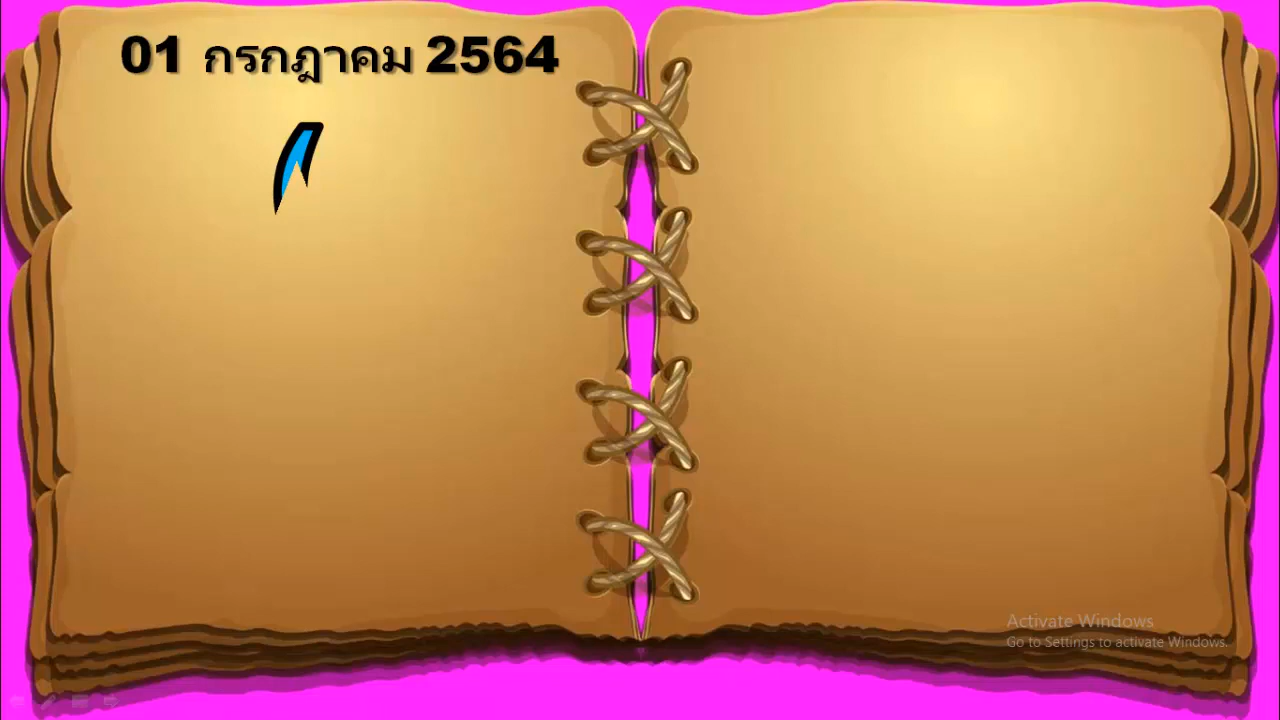 01 กรกฎาคม 2564
Activate Windows
Go to Settings to activate Windows.